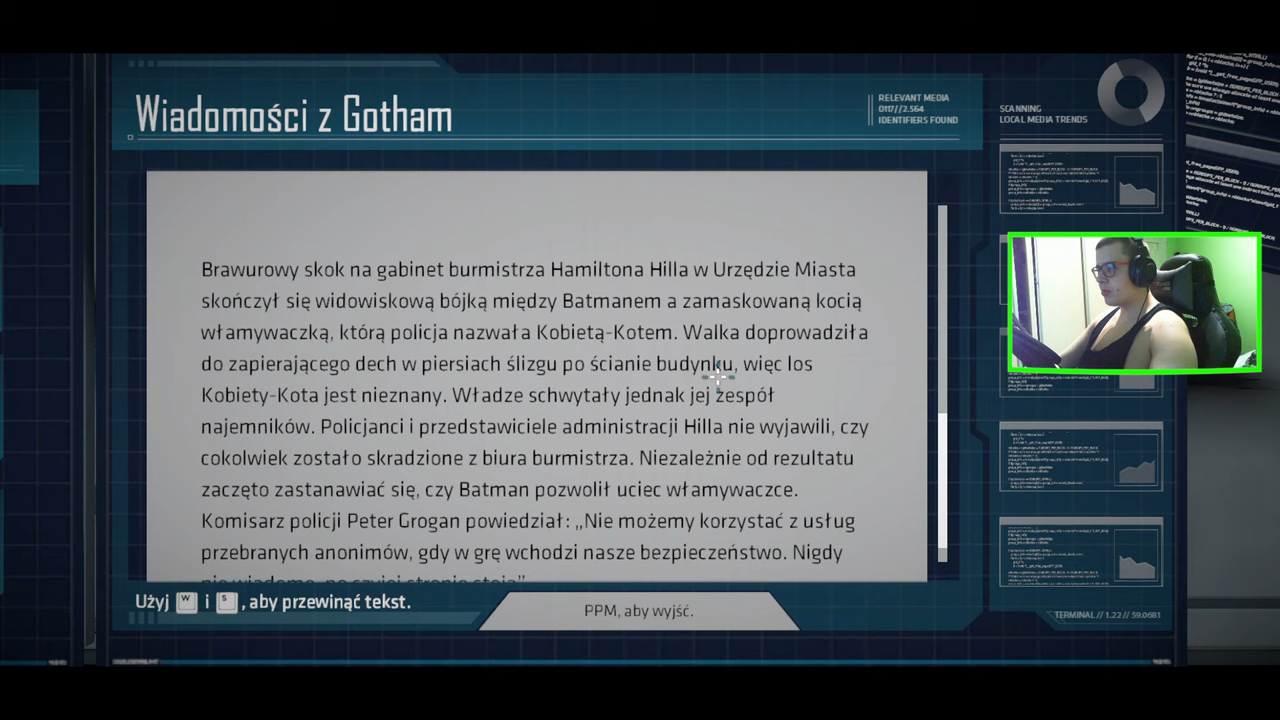 Wiadomości z Gotham
RELEVANT MEDIA
0117//2.564
IDENTIFIERS FOUND
SCANNING
LOCAL MEDIA TRENDS
Brawurowy skok na gabinet burmistrza Hamiltona Hilla w Urzędzie Miasta
skończył się widowiskową bójką między Batmanem a zamaskowaną kocią
włamywaczką, którą policja nazwała Kobietą-Kotem. Walka doprowadziła
do zapierającego dech w piersiach ślizgu po ścianie budynku, więc los
Kobiety-Kota jest nieznany. Władze schwytały jednak jej zespół
najemników. Policjanci i przedstawiciele administracji Hilla nie wyjawili, czy
cokolwiek zostało skradzione z biura burmistrza. Niezależnie od rezultatu
zaczęto zastanawiać się, czy Batman pozwolił uciec włamywaczce.
Komisarz policji Peter Grogan powiedział: „Nie możemy korzystać z usług
przebranych anonimów, gdy w grę wchodzi nasze bezpieczeństwo. Nigdy
Użyj W i S, aby przewinąć tekst.
PPM, aby wyjść.
TERMINAL // 1.22 // 59.0681